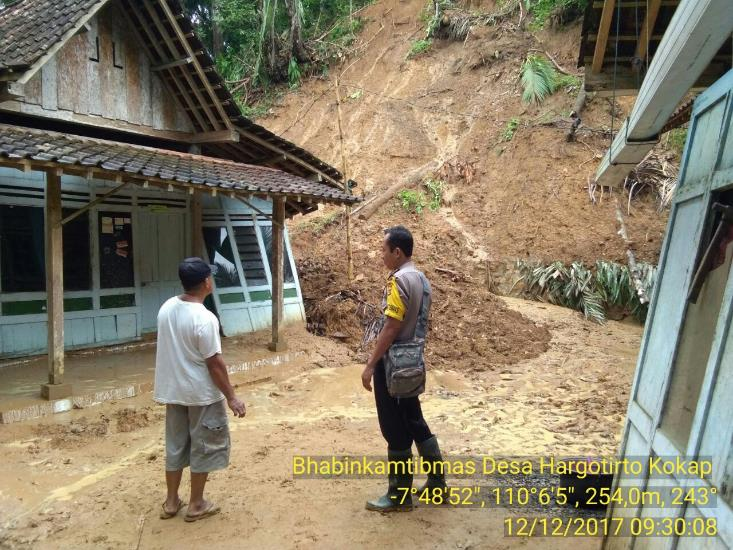 Bhabinkamtibmas Desa Hargotirto Kokap
-7°48'52", 110°6'5", 254,0m, 243°
12/12/2017 09:30:08